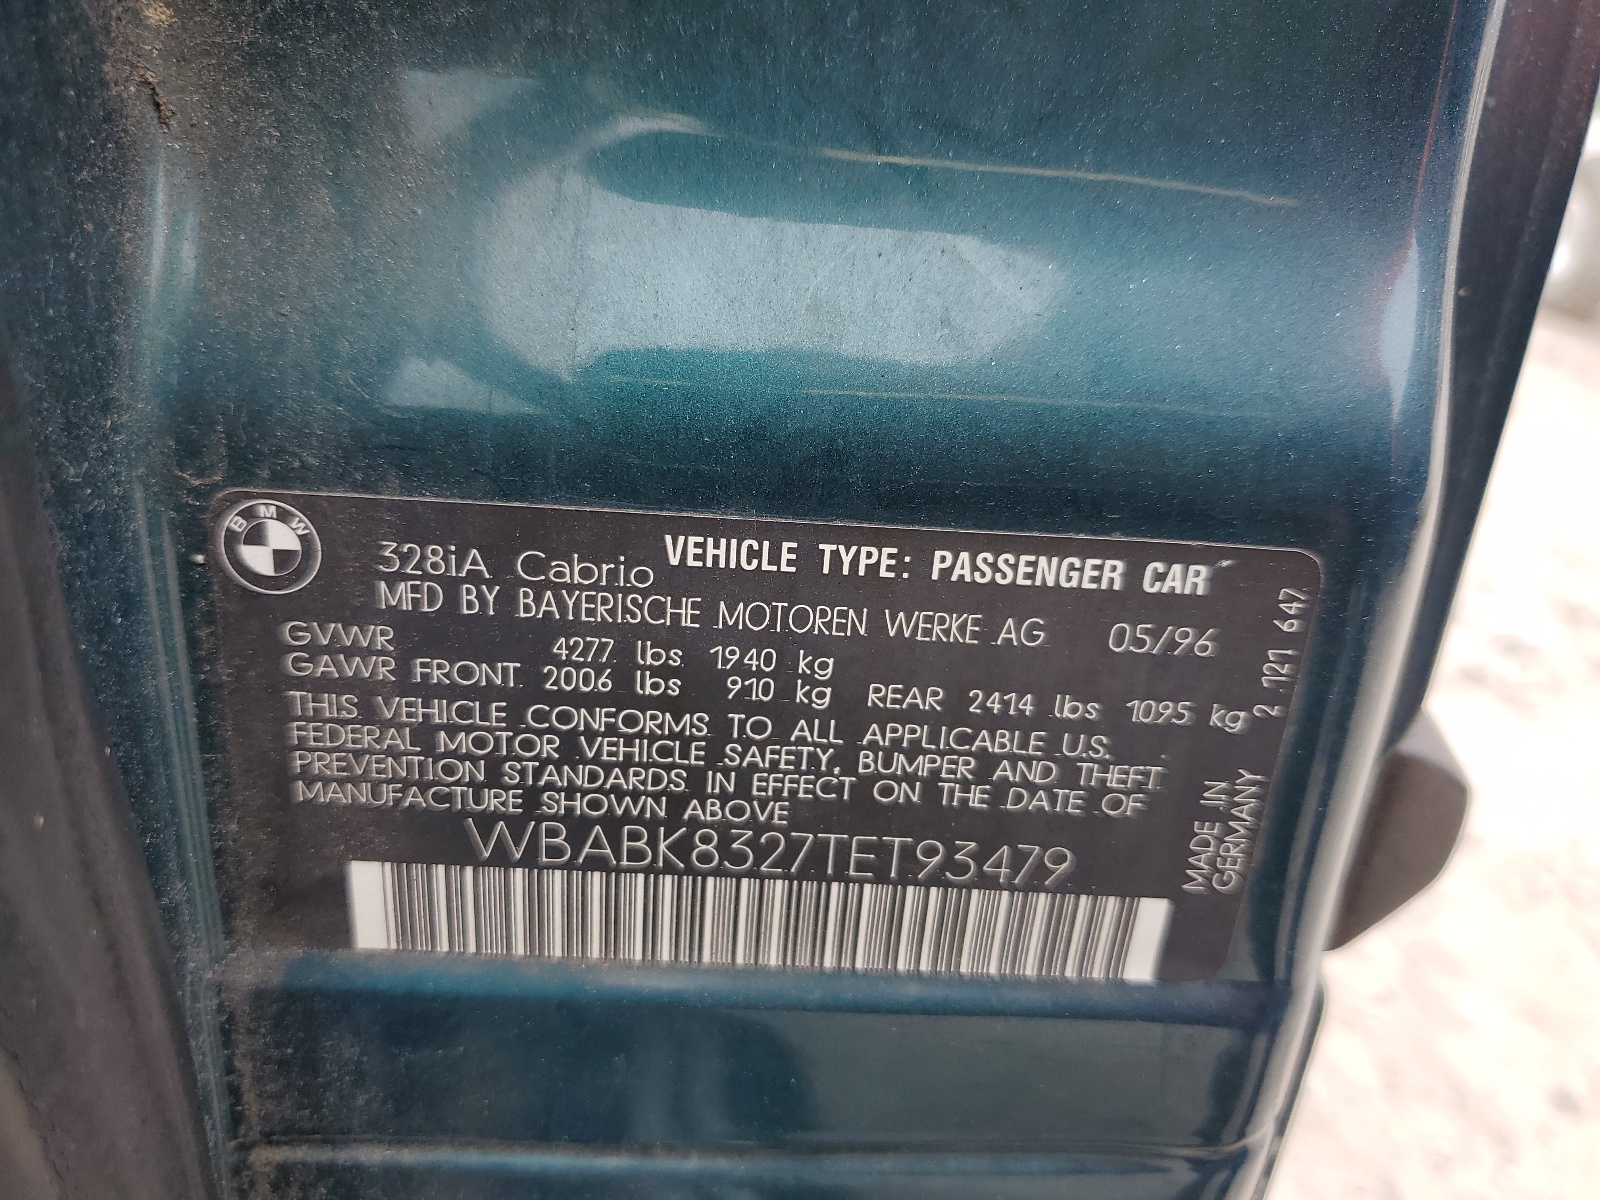 BMW
328iA Cabrio VEHICLE TYPE: PASSENGER CAR
MFD BY BAYERISCHE MOTOREN WERKE AG 05/96
GVWR 4277 lbs 1940 kg
GAWR FRONT 2006 lbs 910 kg REAR 2414 lbs 1095 kg
THIS VEHICLE CONFORMS TO ALL APPLICABLE U.S.
FEDERAL MOTOR VEHICLE SAFETY, BUMPER AND THEFT
PREVENTION STANDARDS IN EFFECT ON THE DATE OF
MANUFACTURE SHOWN ABOVE
WBABK8327TET93479
2 121 647
MADE IN
GERMANY